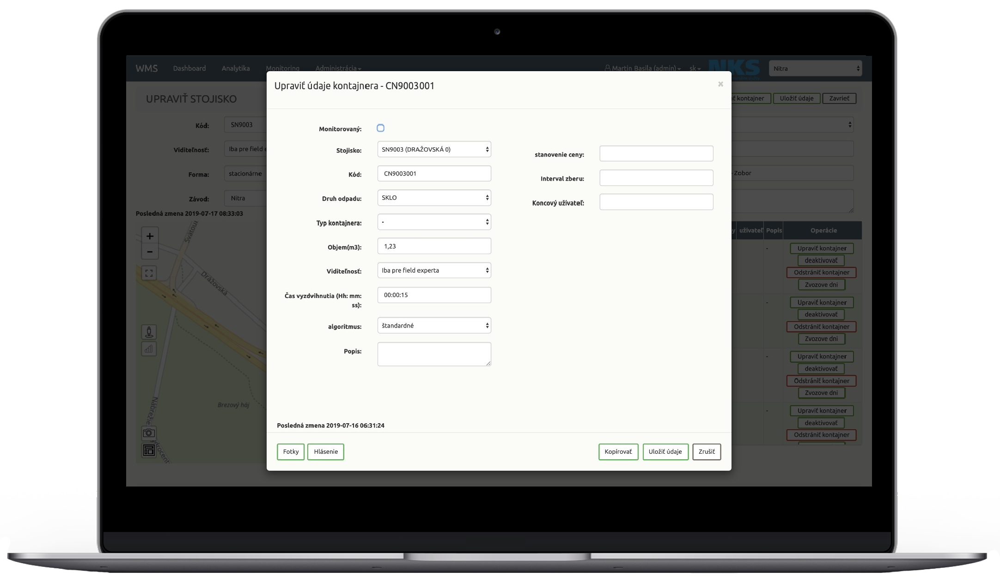 WMS Dashboard Analytika Monitoring Administrácia Martin Basila (admin) sk NKS Nitra
Upraviť údaje kontajnera - CN9003001 ×
UPRAVIŤ STOJISKO kontajner Uložiť údaje Zavrieť
Kód: SN9003
Viditeľnosť: Iba pre field
Forma: stacionárne - Zobor
Závod: Nitra
Posledná zmena 2019-07-17 08:33:03
+
-
Drážovská
Brezový háj
Nábrežie
Monitorovaný:
Stojisko: SN9003 (DRAŽOVSKÁ 0)
Kód: CN9003001
Druh odpadu: SKLO
Typ kontajnera: -
Objem(m3): 1,23
Viditeľnosť: Iba pre field experta
Čas vyzdvihnutia (Hh: mm:
ss): 00:00:15
algoritmus: štandardné
Popis:
stanovenie ceny:
Interval zberu:
Koncový užívateľ:
Posledná zmena 2019-07-16 06:31:24
Fotky Hlásenie Kopírovať Uložiť údaje Zrušiť
užívateľ Popis Operácie
- Upraviť kontajner
deaktivovať
Odstrániť kontajner
Zvozove dni
- Upraviť kontajner
deaktivovať
Odstrániť kontajner
Zvozove dni
- Upraviť kontajner
deaktivovať
Odstrániť kontajner
Zvozove dni
- Upraviť kontajner
deaktivovať
Odstrániť kontajner